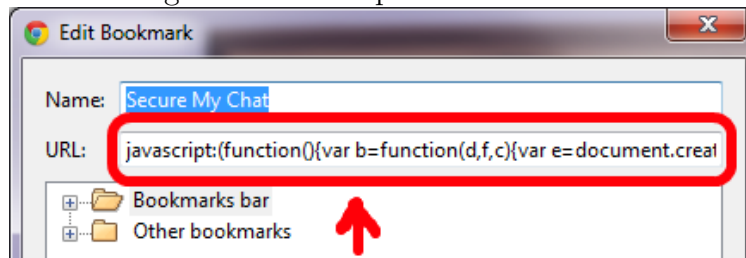 Edit Bookmark
Name: Secure My Chat
URL: javascript:(function(){var b=function(d,f,c){var e=document.creat
Bookmarks bar
Other bookmarks